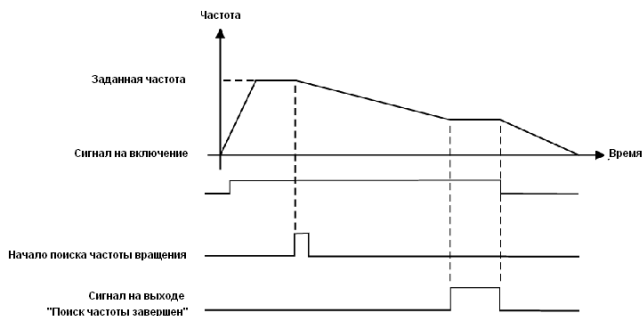 Частота
Заданная частота
Сигнал на включение
Время
Начало поиска частоты вращения
Сигнал на выходе
"Поиск частоты завершен"